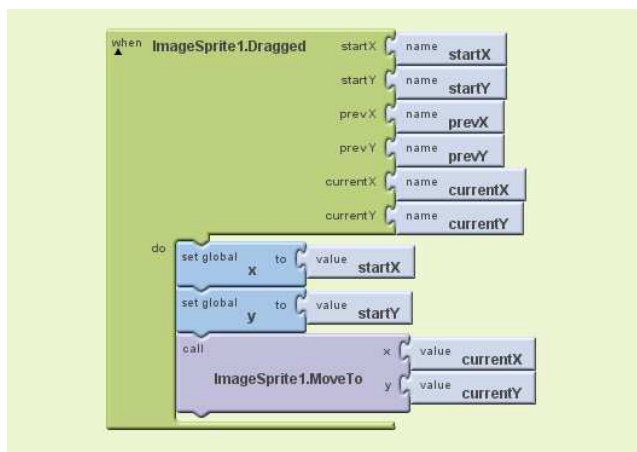 when ImageSprite1.Dragged startX name startX
startY name startY
prevX name prevX
prevY name prevY
currentX name currentX
currentY name currentY
do set global x to value startX
set global y to value startY
call ImageSprite1.MoveTo x value currentX
y value currentY